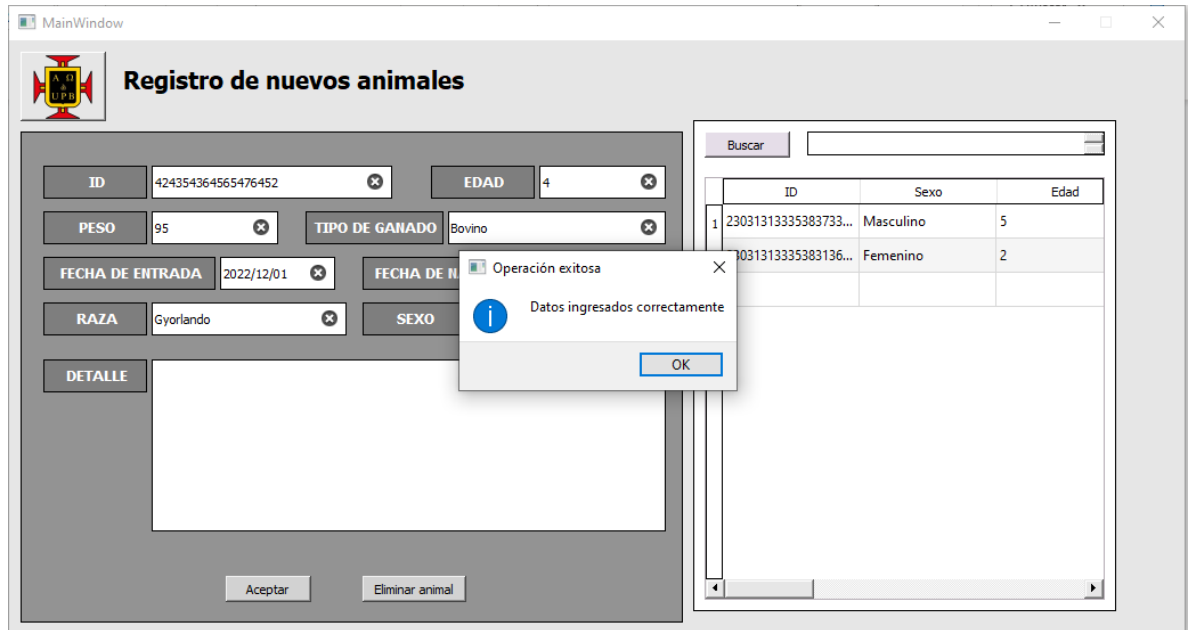 MainWindow
Α Ω
&
UPB
Registro de nuevos animales
ID 424354364565476452 EDAD 4
PESO 95 TIPO DE GANADO Bovino
FECHA DE ENTRADA 2022/12/01 FECHA DE
RAZA Gyorlando SEXO
DETALLE
Aceptar Eliminar animal
Operación exitosa
Datos ingresados correctamente
OK
Buscar
ID Sexo Edad
1 23031313335383733... Masculino 5
3031313335383136... Femenino 2